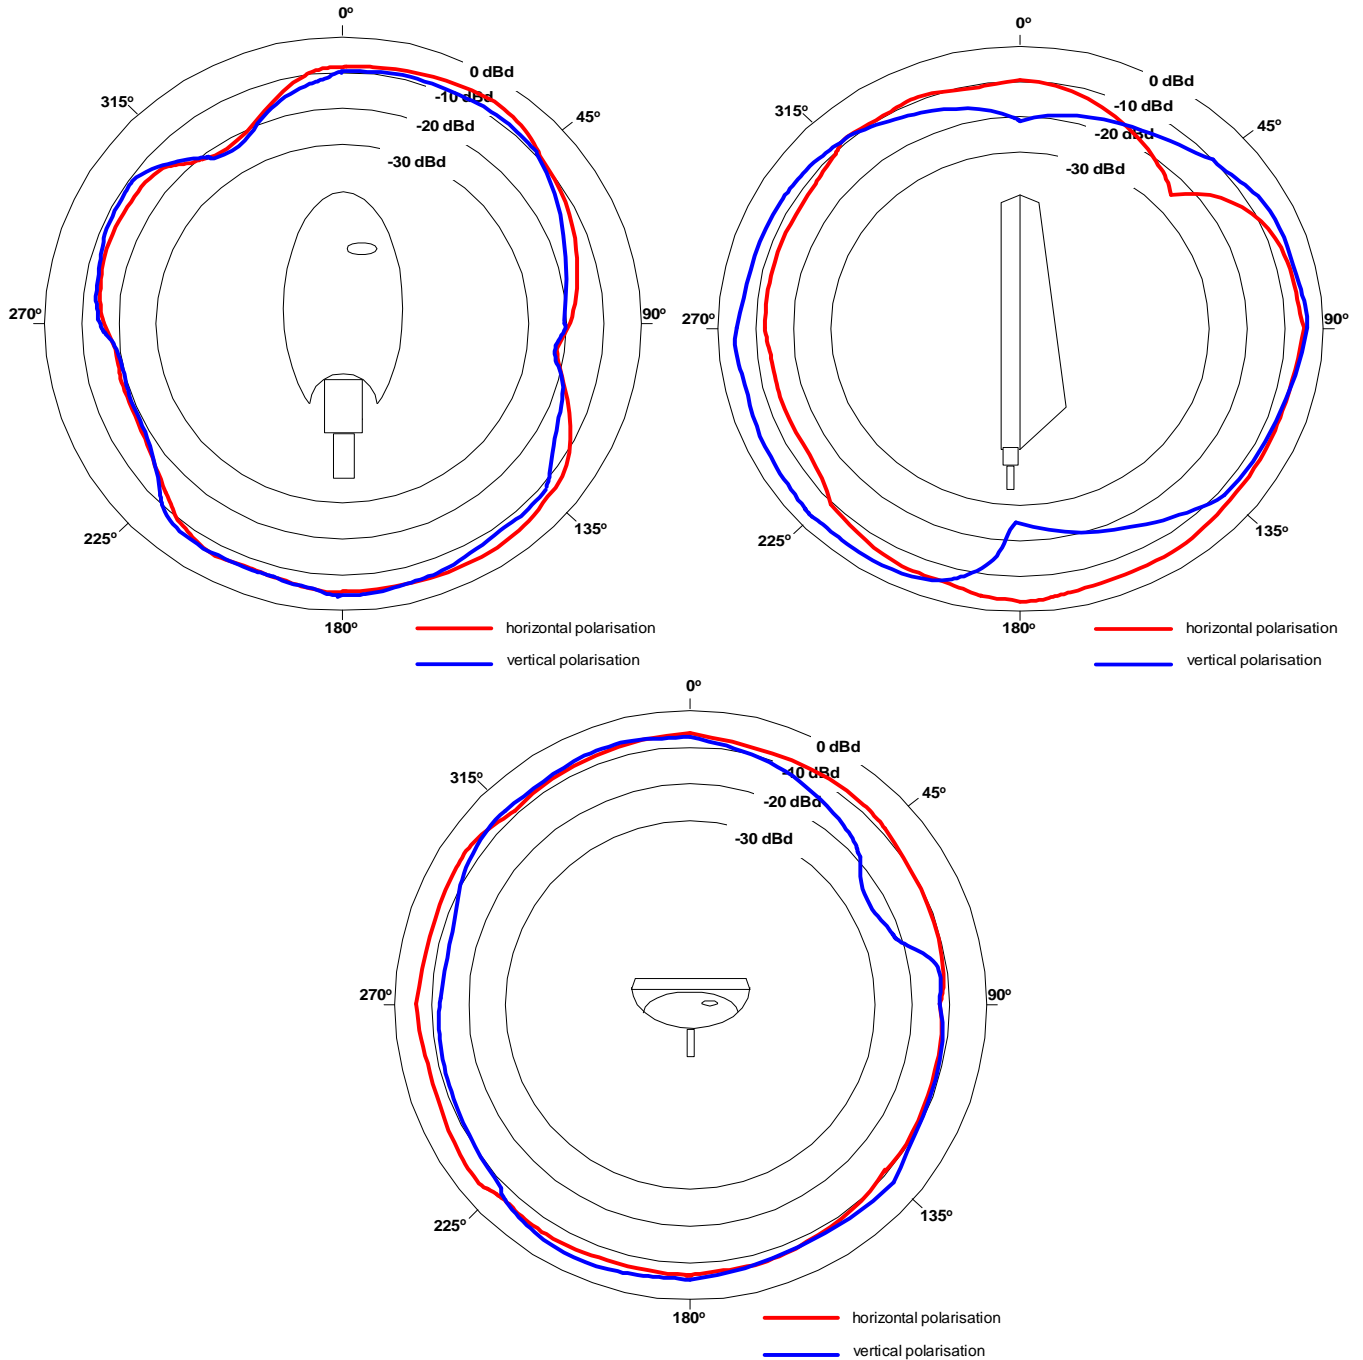 0º
0 dBd
-10 dBd
-20 dBd
-30 dBd
315º
45º
270º
90º
225º
135º
180º
horizontal polarisation
vertical polarisation
0º
0 dBd
-10 dBd
-20 dBd
-30 dBd
315º
45º
270º
90º
225º
135º
180º
horizontal polarisation
vertical polarisation
0º
0 dBd
-10 dBd
-20 dBd
-30 dBd
315º
45º
270º
90º
225º
135º
180º
horizontal polarisation
vertical polarisation